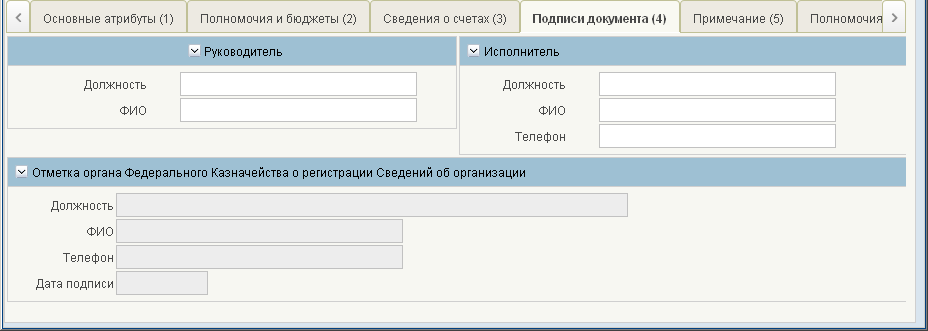 Основные атрибуты (1) Полномочия и бюджеты (2) Сведения о счетах (3) Подписи документа (4) Примечание (5) Полномочия
Руководитель
Должность
ФИО
Исполнитель
Должность
ФИО
Телефон
Отметка органа Федерального Казначейства о регистрации Сведений об организации
Должность
ФИО
Телефон
Дата подписи